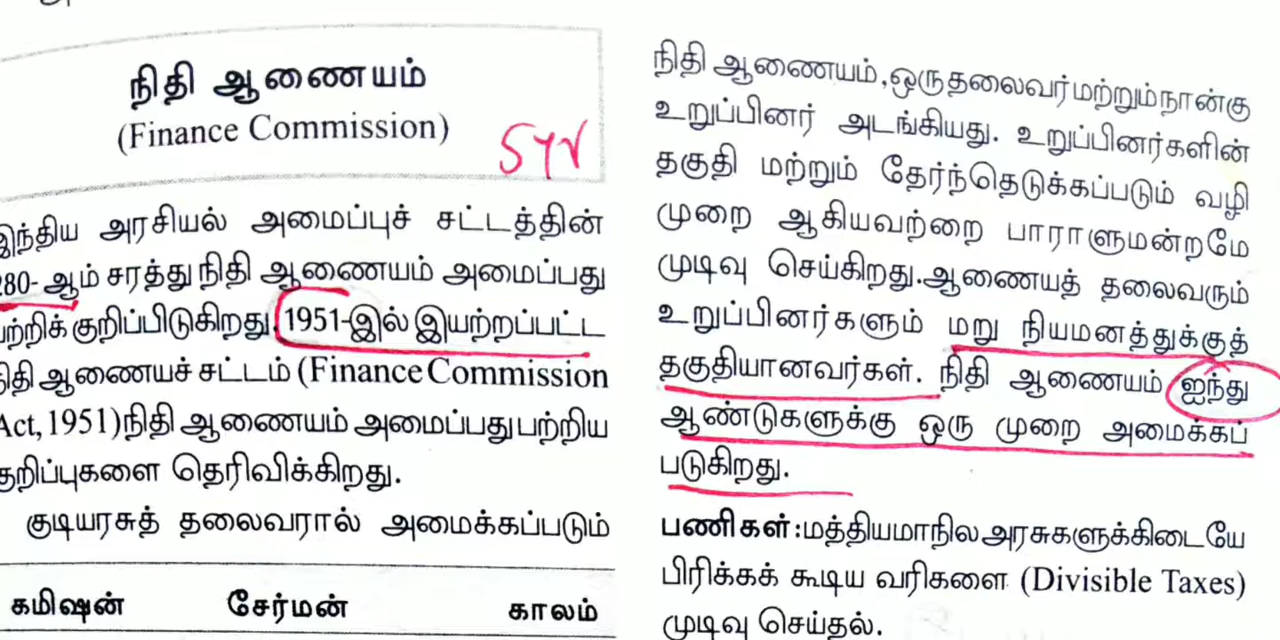 நிதி ஆணையம்
(Finance Commission)
இந்திய அரசியல் அமைப்புச் சட்டத்தின்
280-ஆம் சரத்து நிதி ஆணையம் அமைப்பது
பற்றிக் குறிப்பிடுகிறது. 1951-இல் இயற்றப்பட்ட
நிதி ஆணையச் சட்டம் (Finance Commission
Act, 1951) நிதி ஆணையம் அமைப்பது பற்றிய
குறிப்புகளை தெரிவிக்கிறது.
குடியரசுத் தலைவரால் அமைக்கப்படும்
கமிஷன் சேர்மன் காலம்
நிதி ஆணையம், ஒரு தலைவர் மற்றும் நான்கு
உறுப்பினர் அடங்கியது. உறுப்பினர்களின்
தகுதி மற்றும் தேர்ந்தெடுக்கப்படும் வழி
முறை ஆகியவற்றை பாராளுமன்றமே
முடிவு செய்கிறது.ஆணையத் தலைவரும்
உறுப்பினர்களும் மறு நியமனத்துக்குத்
தகுதியானவர்கள். நிதி ஆணையம் ஐந்து
ஆண்டுகளுக்கு ஒரு முறை அமைக்கப்
படுகிறது.
பணிகள்: மத்திய மாநில அரசுகளுக்கிடையே
பிரிக்கக் கூடிய வரிகளை (Divisible Taxes)
முடிவு செய்தல்.